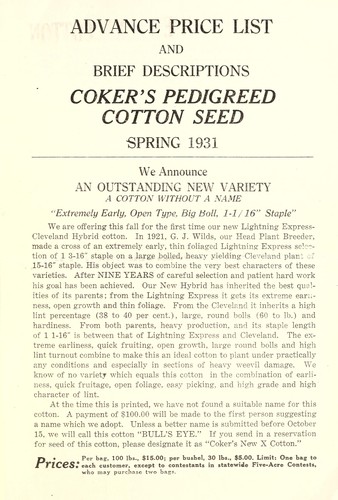 ADVANCE PRICE LIST
AND
BRIEF DESCRIPTIONS
COKER'S PEDIGREED
COTTON SEED
SPRING 1931
We Announce
AN OUTSTANDING NEW VARIETY
A COTTON WITHOUT A NAME
"Extremely Early, Open Type, Big Boll, 1-1/16" Staple"
We are offering this fall for the first time our new Lightning Express-
Cleveland Hybrid cotton. In 1921, G. J. Wilds, our Head Plant Breeder,
made a cross of an extremely early, thin foliaged Lightning Express selec-
tion of 1 3-16" staple on a large bolled, heavy yielding Cleveland plant of
15-16" staple. His object was to combine the very best characters of these
varieties. After NINE YEARS of careful selection and patient hard work
his goal has been achieved. Our New Hybrid has inherited the best qual-
ities of its parents; from the Lightning Express it gets its extreme earli-
ness, open growth and thin foliage. From the Cleveland it inherits a high
lint percentage (38 to 40 per cent.), large, round bolls (60 to lb.) and
hardiness. From both parents, heavy production, and its staple length
of 1 1-16" is between that of Lightning Express and Cleveland. The ex-
treme earliness, quick fruiting, open growth, large round bolls and high
lint turnout combine to make this an ideal cotton to plant under practically
any conditions and especially in sections of heavy weevil damage. We
know of no variety which equals this cotton in the combination of earli-
ness, quick fruitage, open foliage, easy picking, and high grade and high
character of lint.
At the time this is printed, we have not found a suitable name for this
cotton. A payment of $100.00 will be made to the first person suggesting
a name which we adopt. Unless a better name is submitted before October
15, we will call this cotton "BULL'S EYE." If you send in a reservation
for seed of this cotton, please designate it as "Coker's New X Cotton."
Prices: Per bag, 100 lbs., $15.00; per bushel, 30 lbs., $5.00. Limit: One bag to
each customer, except to contestants in statewide Five-Acre Contests,
who may purchase two bags.